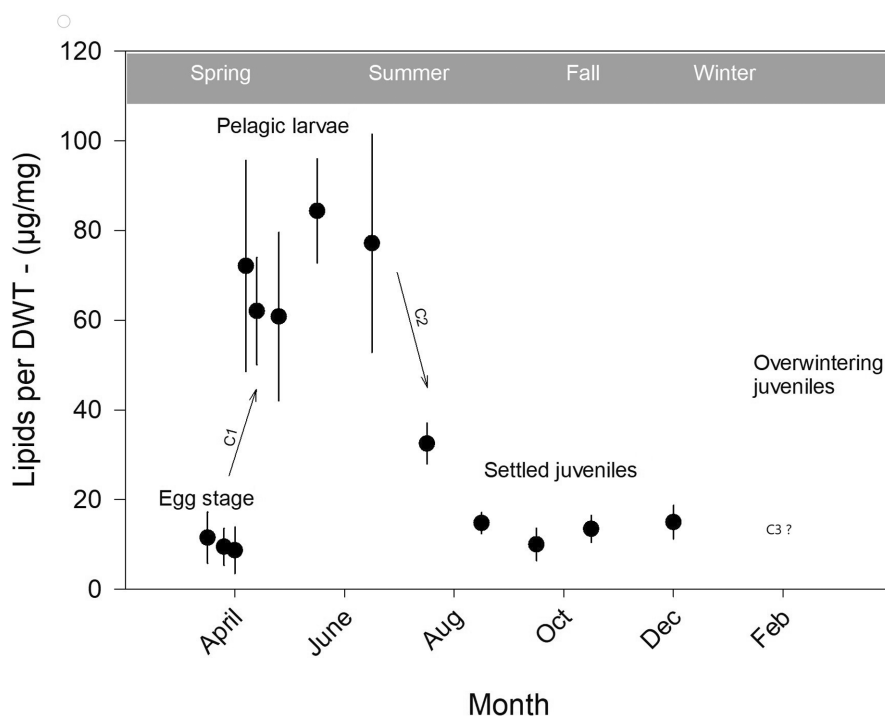 120
Spring Summer Fall Winter
Pelagic larvae
100
80
60
40
20
0
Lipids per DWT - (µg/mg)
C1
C2
Overwintering
juveniles
Settled juveniles
Egg stage
C3 ?
April June Aug Oct Dec Feb
Month